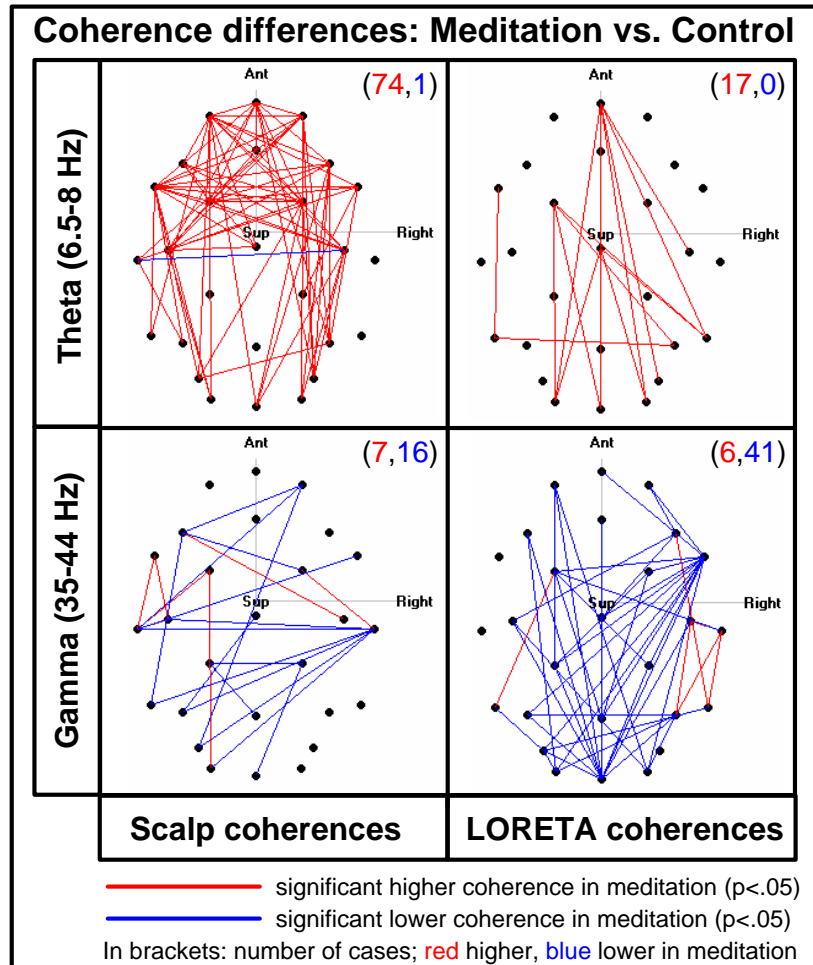 Coherence differences: Meditation vs. Control
Theta (6.5-8 Hz)
Ant
(74,1)
Sup
Right
Ant
(17,0)
Sup
Right
Gamma (35-44 Hz)
Ant
(7,16)
Sup
Right
Ant
(6,41)
Sup
Right
Scalp coherences
LORETA coherences
significant higher coherence in meditation (p<.05)
significant lower coherence in meditation (p<.05)
In brackets: number of cases; red higher, blue lower in meditation